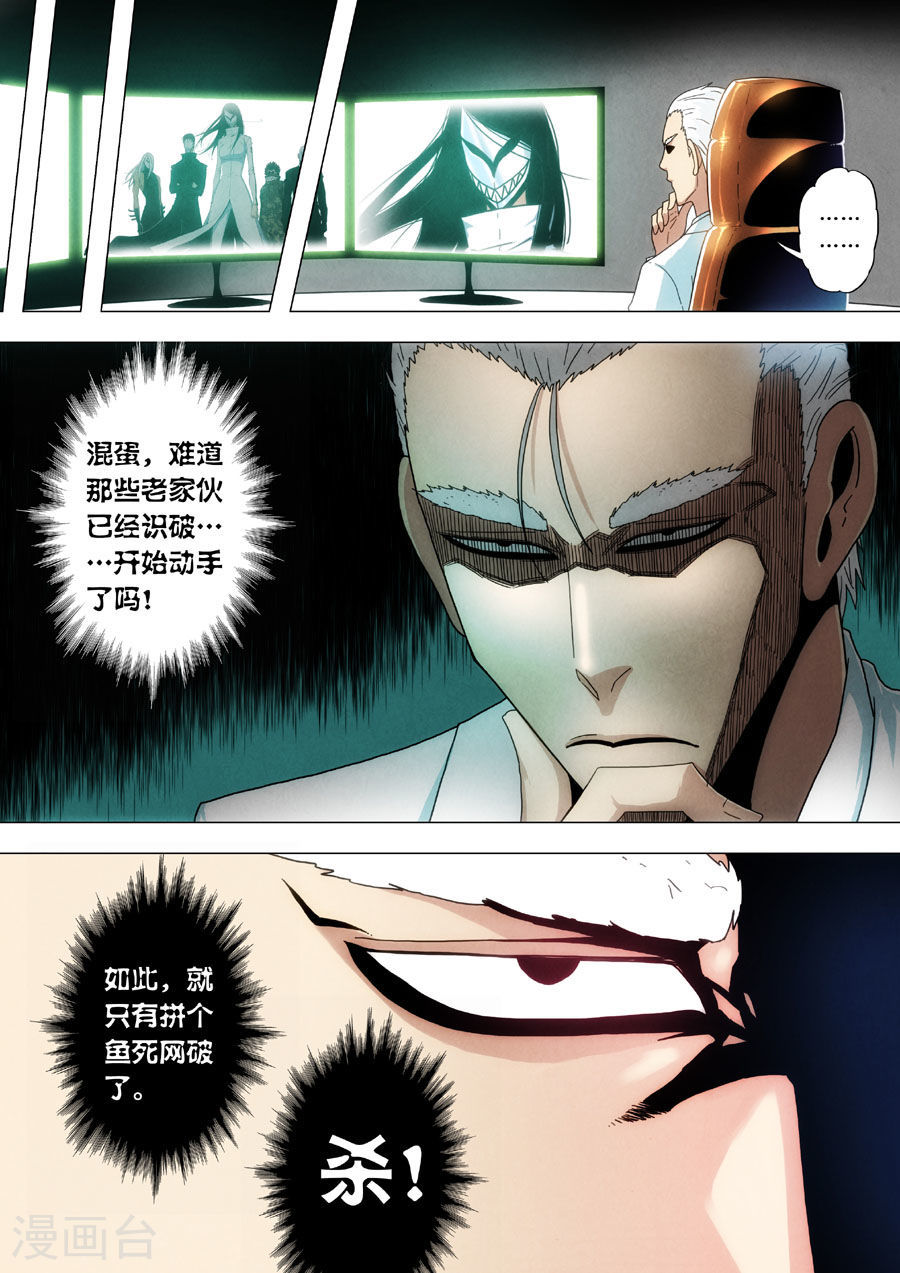 ……
……
混蛋，难道
那些老家伙
已经识破…
…开始动手
了吗！
如此，就
只有拼个
鱼死网破
了。
杀！
漫画台